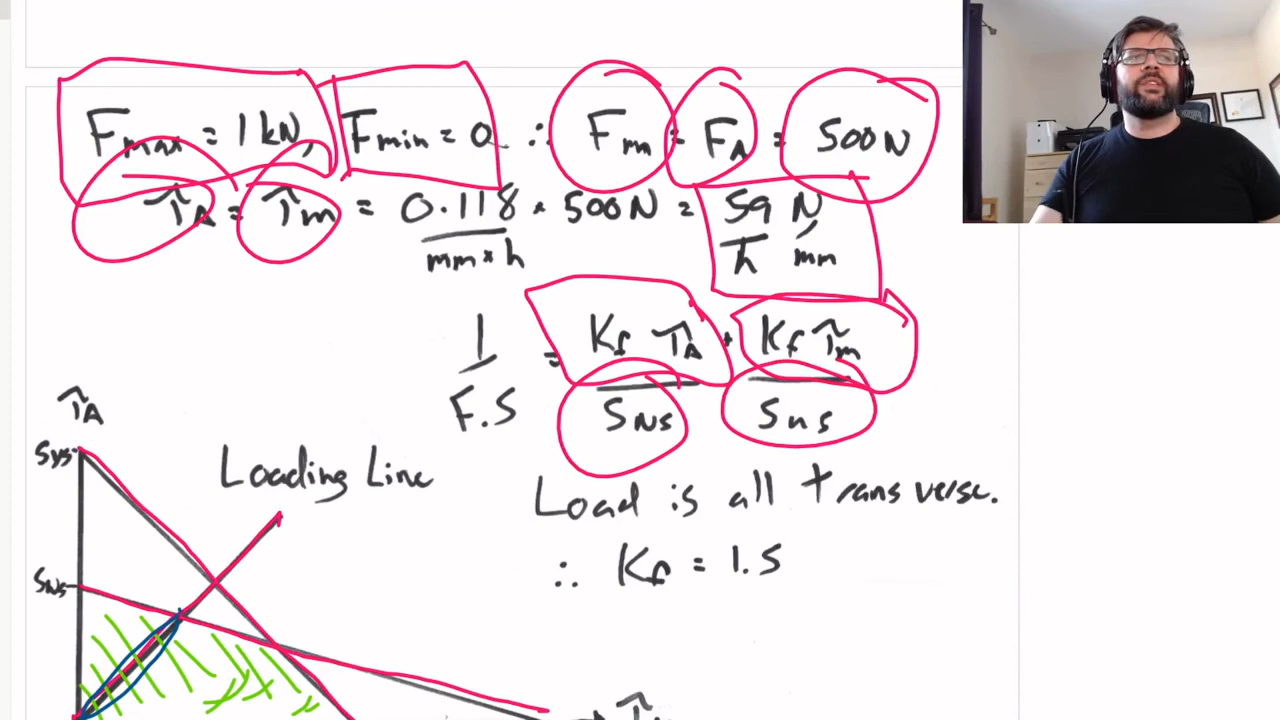 Fmax = 1 kN, Fmin = 0 ∴ Fm = FA = 500N
τA = τm = 0.118 / mm × h × 500N = 59 / h N / mm
1 / F.S = Kf τA / SNs + Kf τm / Sns
τA
Sys
Loading Line
Load is all transverse.
∴ Kf = 1.5
SNs